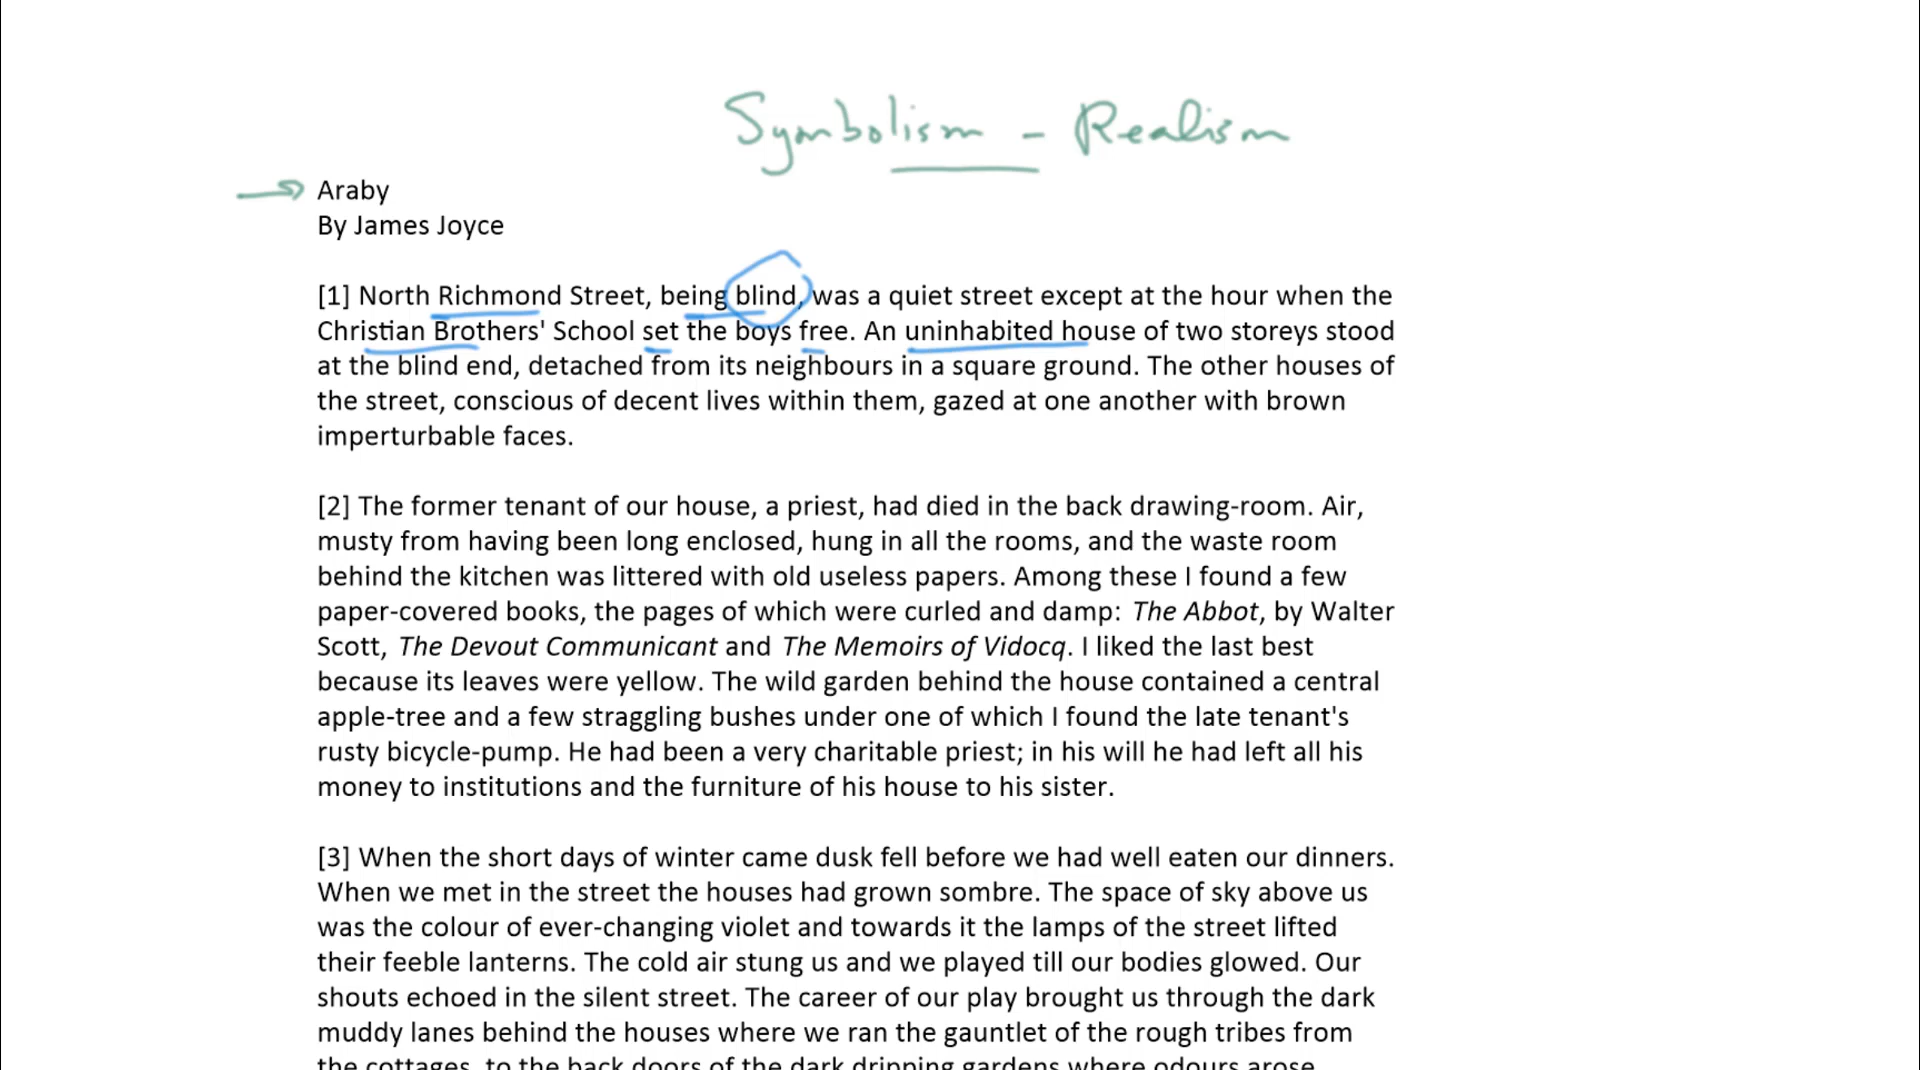 Symbolism - Realism
Araby
By James Joyce
[1] North Richmond Street, being blind, was a quiet street except at the hour when the
Christian Brothers' School set the boys free. An uninhabited house of two storeys stood
at the blind end, detached from its neighbours in a square ground. The other houses of
the street, conscious of decent lives within them, gazed at one another with brown
imperturbable faces.
[2] The former tenant of our house, a priest, had died in the back drawing-room. Air,
musty from having been long enclosed, hung in all the rooms, and the waste room
behind the kitchen was littered with old useless papers. Among these I found a few
paper-covered books, the pages of which were curled and damp: The Abbot, by Walter
Scott, The Devout Communicant and The Memoirs of Vidocq. I liked the last best
because its leaves were yellow. The wild garden behind the house contained a central
apple-tree and a few straggling bushes under one of which I found the late tenant's
rusty bicycle-pump. He had been a very charitable priest; in his will he had left all his
money to institutions and the furniture of his house to his sister.
[3] When the short days of winter came dusk fell before we had well eaten our dinners.
When we met in the street the houses had grown sombre. The space of sky above us
was the colour of ever-changing violet and towards it the lamps of the street lifted
their feeble lanterns. The cold air stung us and we played till our bodies glowed. Our
shouts echoed in the silent street. The career of our play brought us through the dark
muddy lanes behind the houses where we ran the gauntlet of the rough tribes from
the cottages, to the back doors of the dark dripping gardens where odours arose